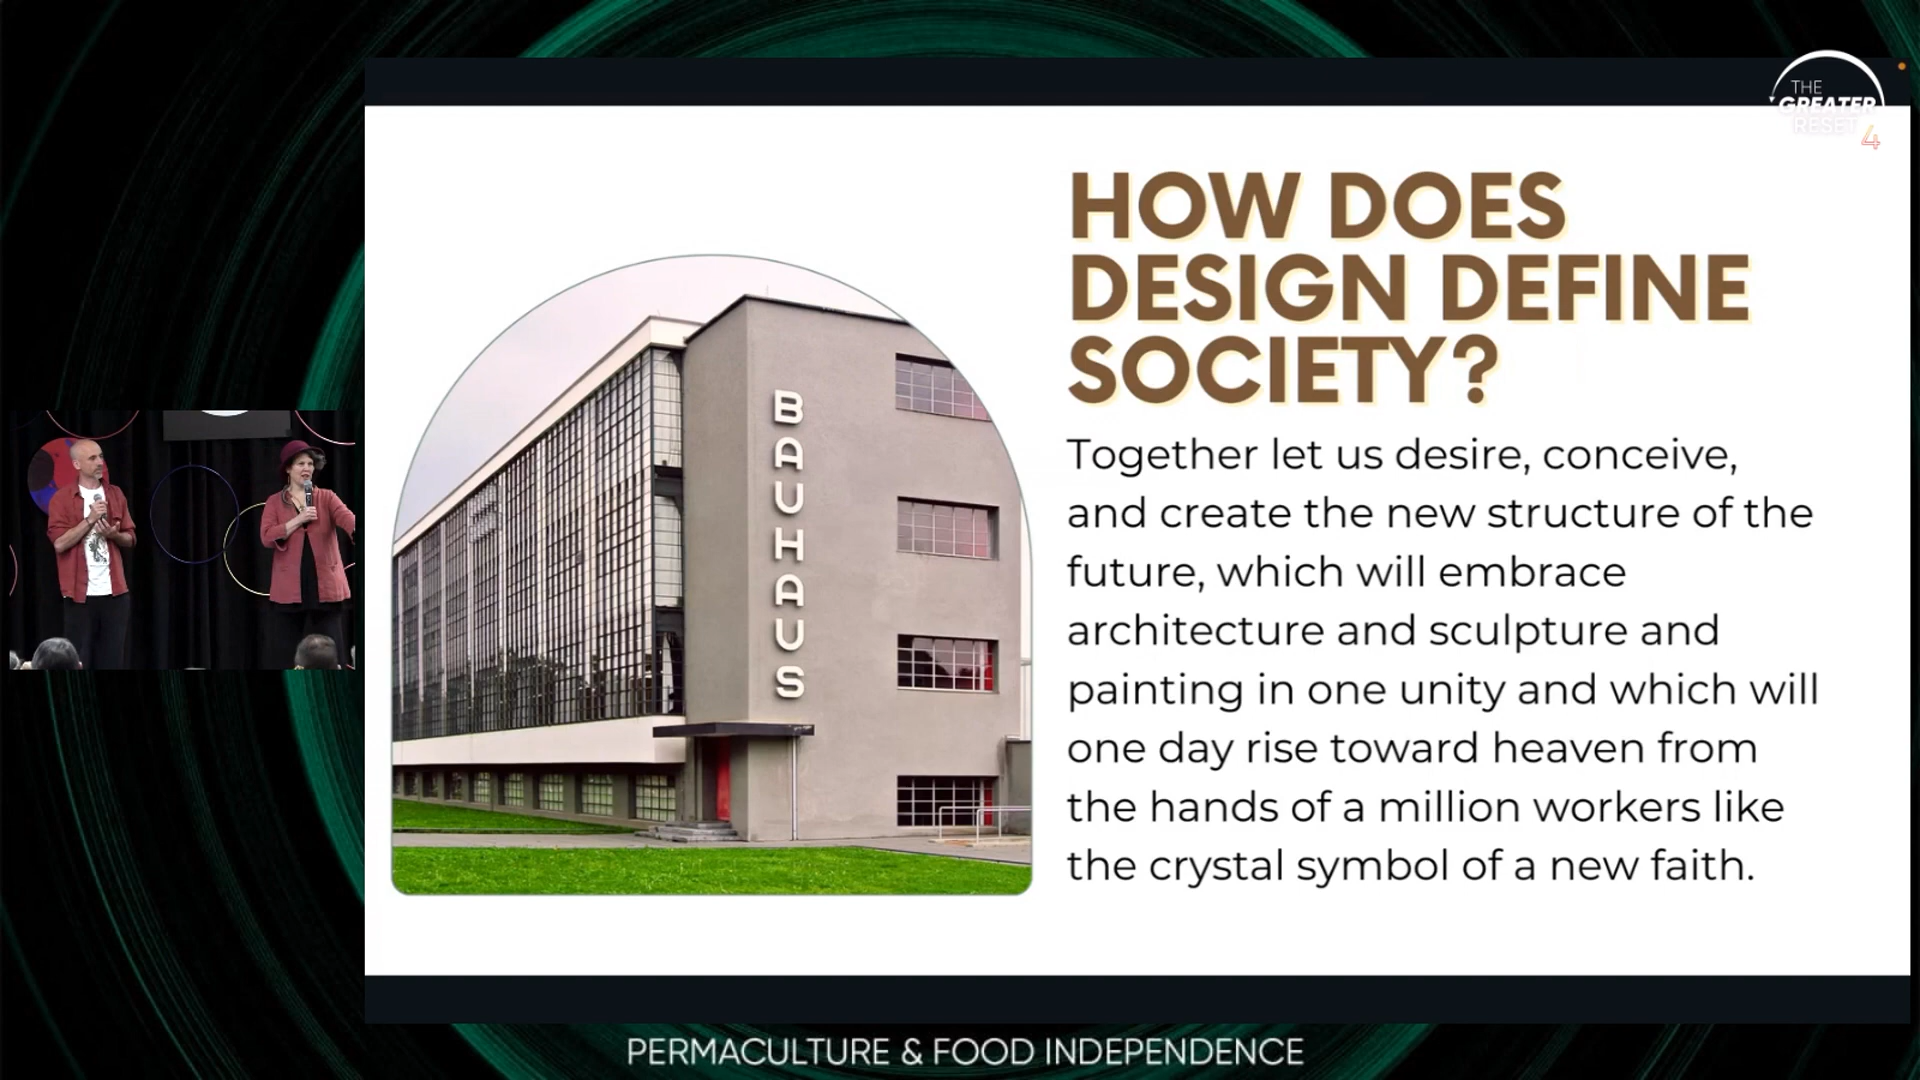 THE
GREATER
RESET 4
HOW DOES
DESIGN DEFINE
SOCIETY?
BAUHAUS
Together let us desire, conceive,
and create the new structure of the
future, which will embrace
architecture and sculpture and
painting in one unity and which will
one day rise toward heaven from
the hands of a million workers like
the crystal symbol of a new faith.
PERMACULTURE & FOOD INDEPENDENCE